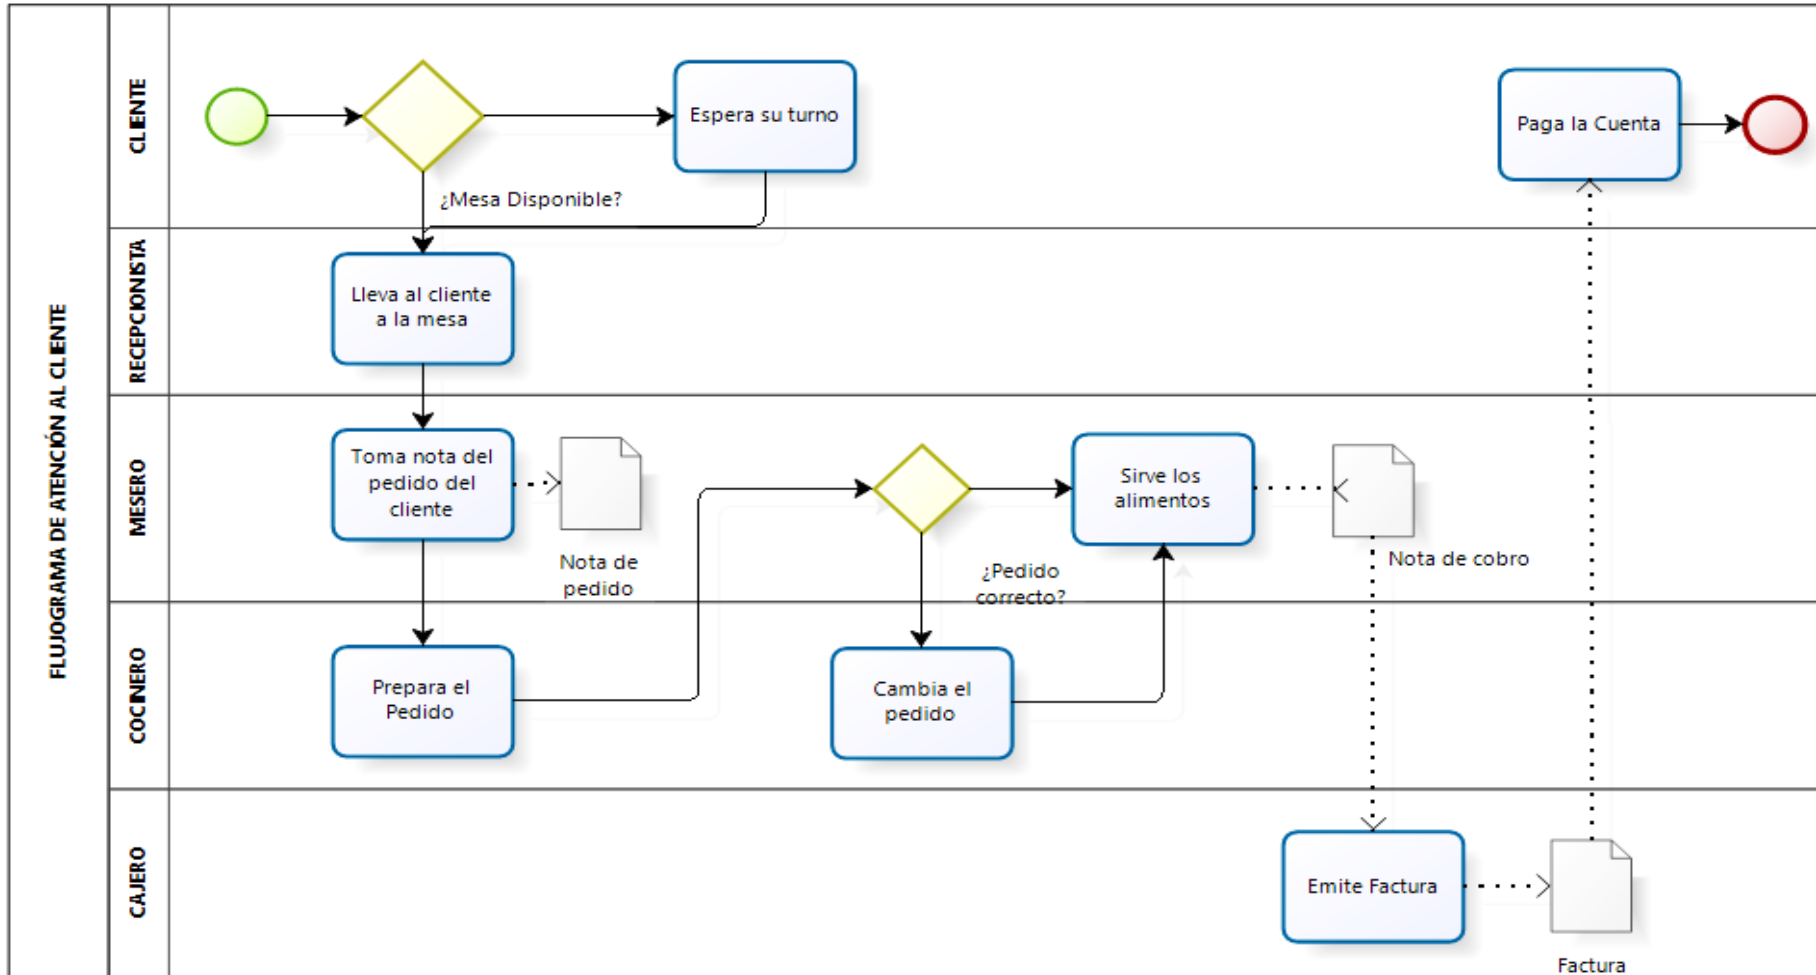 FLUJOGRAMA DE ATENCIÓN AL CLIENTE
CLIENTE
¿Mesa Disponible?
Espera su turno
Paga la Cuenta
RECEPCIONISTA
Lleva al cliente
a la mesa
MESERO
Toma nota del
pedido del
cliente
Nota de
pedido
¿Pedido
correcto?
Sirve los
alimentos
Nota de cobro
COCINERO
Prepara el
Pedido
Cambia el
pedido
CAJERO
Emite Factura
Factura